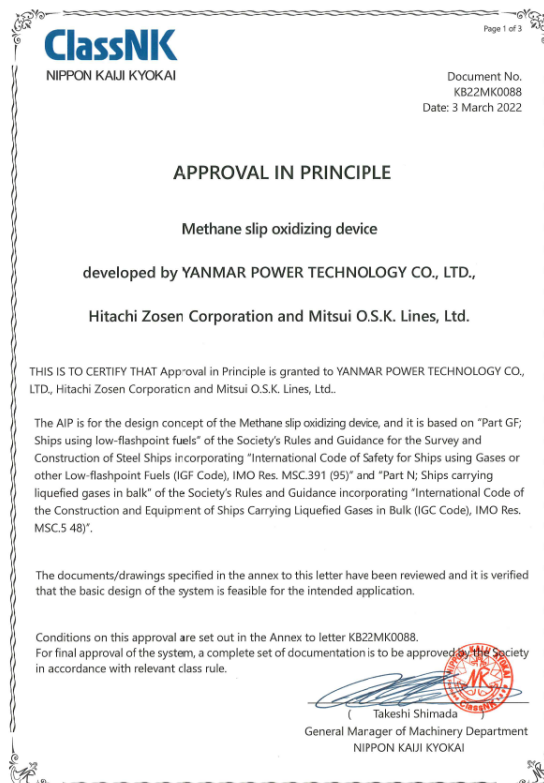 Page 1 of 3
ClassNK
NIPPON KAIJI KYOKAI
Document No.
KB22MK0088
Date: 3 March 2022
APPROVAL IN PRINCIPLE
Methane slip oxidizing device
developed by YANMAR POWER TECHNOLOGY CO., LTD.,
Hitachi Zosen Corporation and Mitsui O.S.K. Lines, Ltd.
THIS IS TO CERTIFY THAT Approval in Principle is granted to YANMAR POWER TECHNOLOGY CO.,
LTD., Hitachi Zosen Corporation and Mitsui O.S.K. Lines, Ltd..
The AIP is for the design concept of the Methane slip oxidizing device, and it is based on "Part GF;
Ships using low-flashpoint fuels" of the Society's Rules and Guidance for the Survey and
Construction of Steel Ships incorporating "International Code of Safety for Ships using Gases or
other Low-flashpoint Fuels (IGF Code), IMO Res. MSC.391 (95)" and "Part N; Ships carrying
liquefied gases in balk" of the Society's Rules and Guidance incorporating "International Code of
the Construction and Equipment of Ships Carrying Liquefied Gases in Bulk (IGC Code), IMO Res.
MSC.5 48)".
The documents/drawings specified in the annex to this letter have been reviewed and it is verified
that the basic design of the system is feasible for the intended application.
Conditions on this approval are set out in the Annex to letter KB22MK0088.
For final approval of the system, a complete set of documentation is to be approved by the Society
in accordance with relevant class rule.
NIPPON KAIJI KYOKAI
NK
ClassNK
( Takeshi Shimada )
General Manager of Machinery Department
NIPPON KAIJI KYOKAI